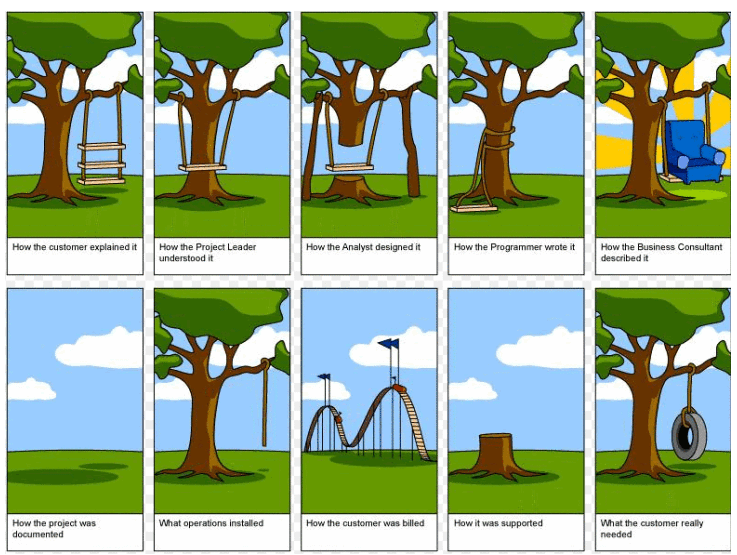 How the customer explained it
How the Project Leader
understood it
How the Analyst designed it
How the Programmer wrote it
How the Business Consultant
described it
How the project was
documented
What operations installed
How the customer was billed
How it was supported
What the customer really
needed